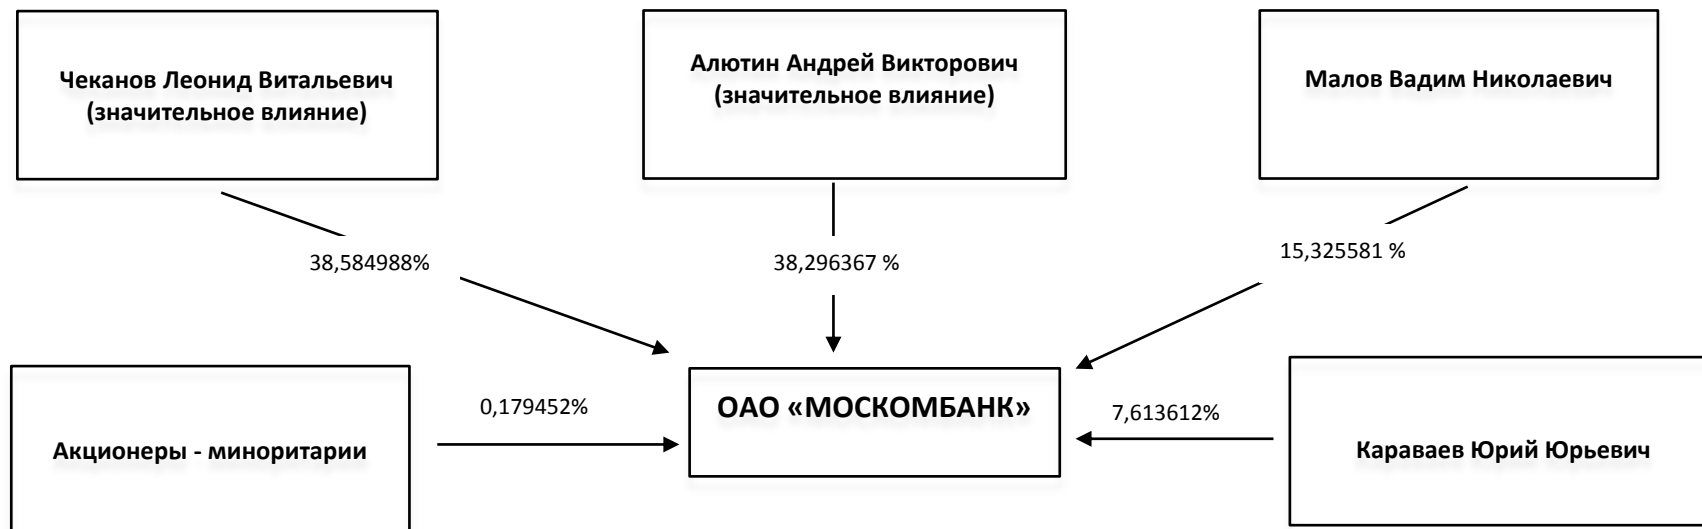 Чеканов Леонид Витальевич
(значительное влияние)
Алютин Андрей Викторович
(значительное влияние)
Малов Вадим Николаевич
38,584988%
38,296367 %
15,325581 %
Акционеры - миноритарии
0,179452%
ОАО «МОСКОМБАНК»
7,613612%
Караваев Юрий Юрьевич